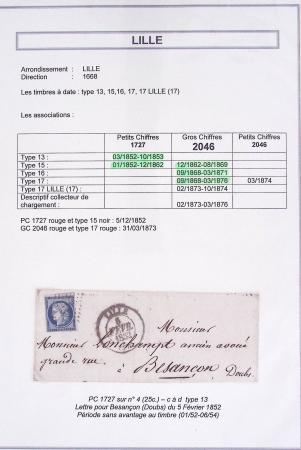 LILLE
Arrondissement : LILLE
Direction : 1668
Les timbres à date : type 13, 15,16, 17, 17 LILLE (17)
Les associations :
Petits Chiffres 1727 Gros Chiffres 2046 Petits Chiffres 2046
Type 13 : 03/1852-10/1853
Type 15 : 01/1852-12/1862 12/1862-08/1869
Type 16 : 09/1868-03/1871
Type 17 : 09/1868-03/1876 03/1874
Type 17 LILLE (17) : 02/1873-10/1874
Descriptif collecteur de chargement : 02/1873-03/1876
PC 1727 rouge et type 15 noir : 5/12/1852
GC 2046 rouge et type 17 rouge : 31/03/1873
LILLE
Monsieur
Monsieur Lonchampt ancien avoué
grande rue.
à Besançon
Doubs.
PC 1727 sur n° 4 (25c.) – c à d type 13
Lettre pour Besançon (Doubs) du 5 Février 1852
Période sans avantage au timbre (01/52-06/54)